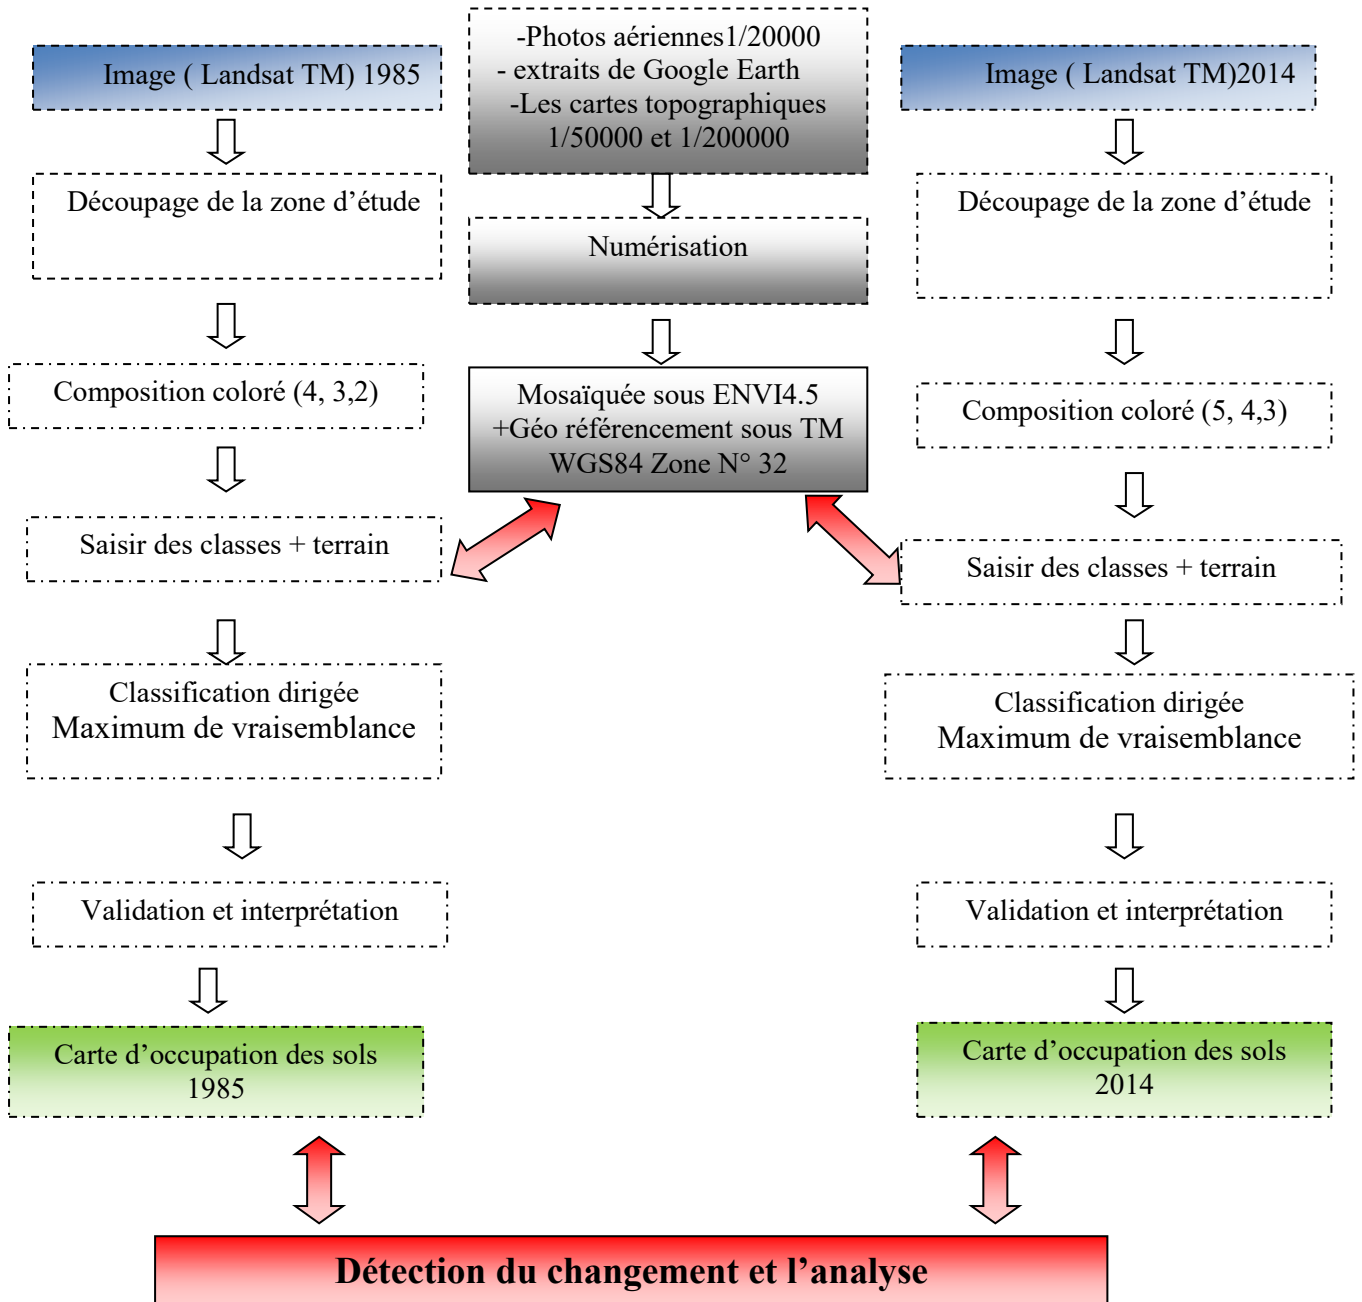 Image ( Landsat TM) 1985
Découpage de la zone d’étude
Composition coloré (4, 3,2)
Saisir des classes + terrain
Classification dirigée
Maximum de vraisemblance
Validation et interprétation
Carte d’occupation des sols
1985
-Photos aériennes1/20000
- extraits de Google Earth
-Les cartes topographiques
1/50000 et 1/200000
Numérisation
Mosaïquée sous ENVI4.5
+Géo référencement sous TM
WGS84 Zone N° 32
Image ( Landsat TM)2014
Découpage de la zone d’étude
Composition coloré (5, 4,3)
Saisir des classes + terrain
Classification dirigée
Maximum de vraisemblance
Validation et interprétation
Carte d’occupation des sols
2014
Détection du changement et l’analyse